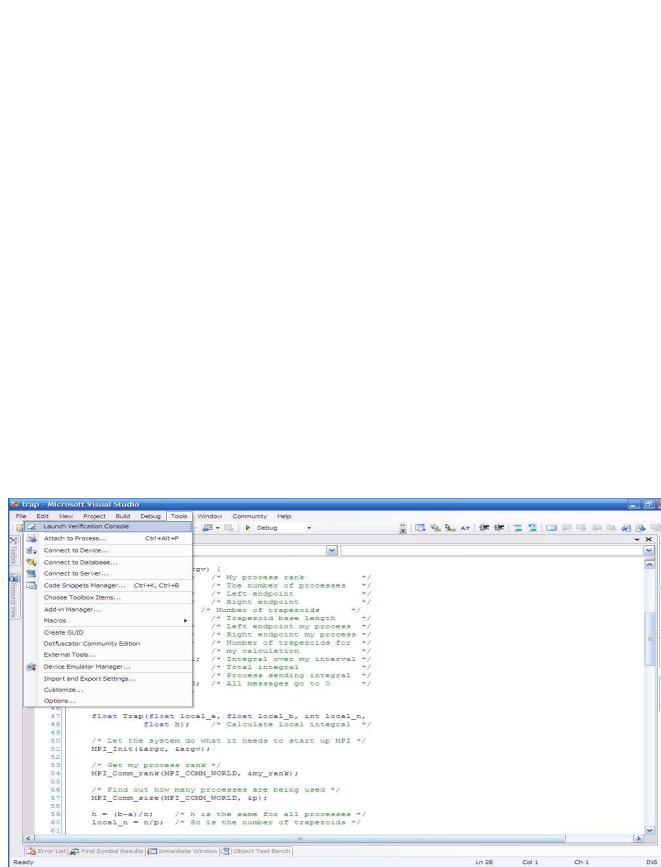 trap - Microsoft Visual Studio
File Edit View Project Build Debug Tools Window Community Help
Debug
Launch Verification Console
Attach to Process... Ctrl+Alt+P
Connect to Device...
Connect to Database...
Connect to Server...
Code Snippets Manager... Ctrl+K, Ctrl+B
Choose Toolbox Items...
Add-in Manager...
Macros
Create GUID
Dotfuscator Community Edition
External Tools...
Device Emulator Manager...
Import and Export Settings...
Customize...
Options...
Toolbox
Resource View
gv) {
/* My process rank */
/* The number of processes */
/* Left endpoint */
/* Right endpoint */
/* Number of trapezoids */
/* Trapezoid base length */
/* Left endpoint my process */
/* Right endpoint my process */
/* Number of trapezoids for */
/* my calculation */
; /* Integral over my interval */
/* Total integral */
/* Process sending integral */
; /* All messages go to 0 */
46
47 float Trap(float local_a, float local_b, int local_n,
48 float h); /* Calculate local integral */
49
50 /* Let the system do what it needs to start up MPI */
51 MPI_Init(&argc, &argv);
52
53 /* Get my process rank */
54 MPI_Comm_rank(MPI_COMM_WORLD, &my_rank);
55
56 /* Find out how many processes are being used */
57 MPI_Comm_size(MPI_COMM_WORLD, &p);
58
59 h = (b-a)/n; /* h is the same for all processes */
60 local_n = n/p; /* So is the number of trapezoids */
61
Error List Find Symbol Results Immediate Window Object Test Bench
Ready Ln 28 Col 1 Ch 1 INS